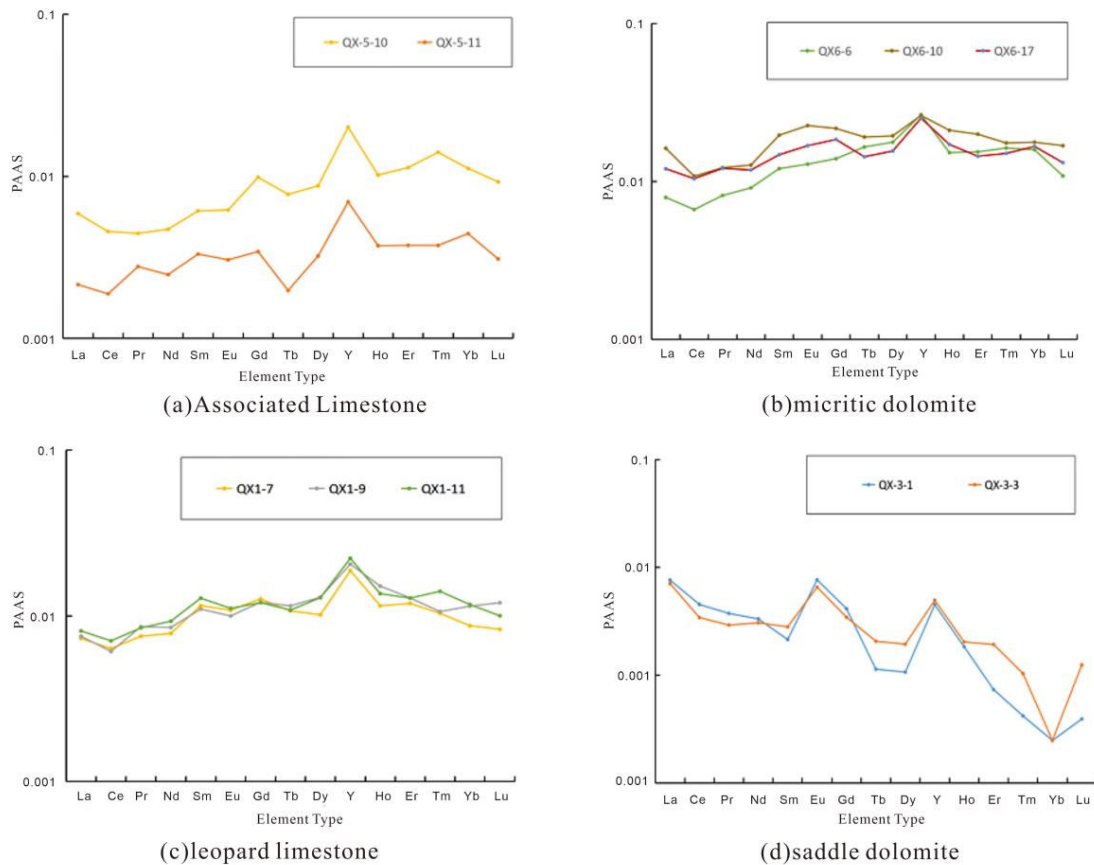 0.1
QX-5-10 QX-5-11
PAAS
0.01
0.001
La Ce Pr Nd Sm Eu Gd Tb Dy Y Ho Er Tm Yb Lu
Element Type
(a)Associated Limestone
0.1
QX6-6 QX6-10 QX6-17
PAAS
0.01
0.001
La Ce Pr Nd Sm Eu Gd Tb Dy Y Ho Er Tm Yb Lu
Element Type
(b)micritic dolomite
0.1
QX1-7 QX1-9 QX1-11
PAAS
0.01
0.001
La Ce Pr Nd Sm Eu Gd Tb Dy Y Ho Er Tm Yb Lu
Element Type
(c)leopard limestone
0.1
QX-3-1 QX-3-3
0.01
PAAS
0.001
0.001
La Ce Pr Nd Sm Eu Gd Tb Dy Y Ho Er Tm Yb Lu
Element Type
(d)saddle dolomite